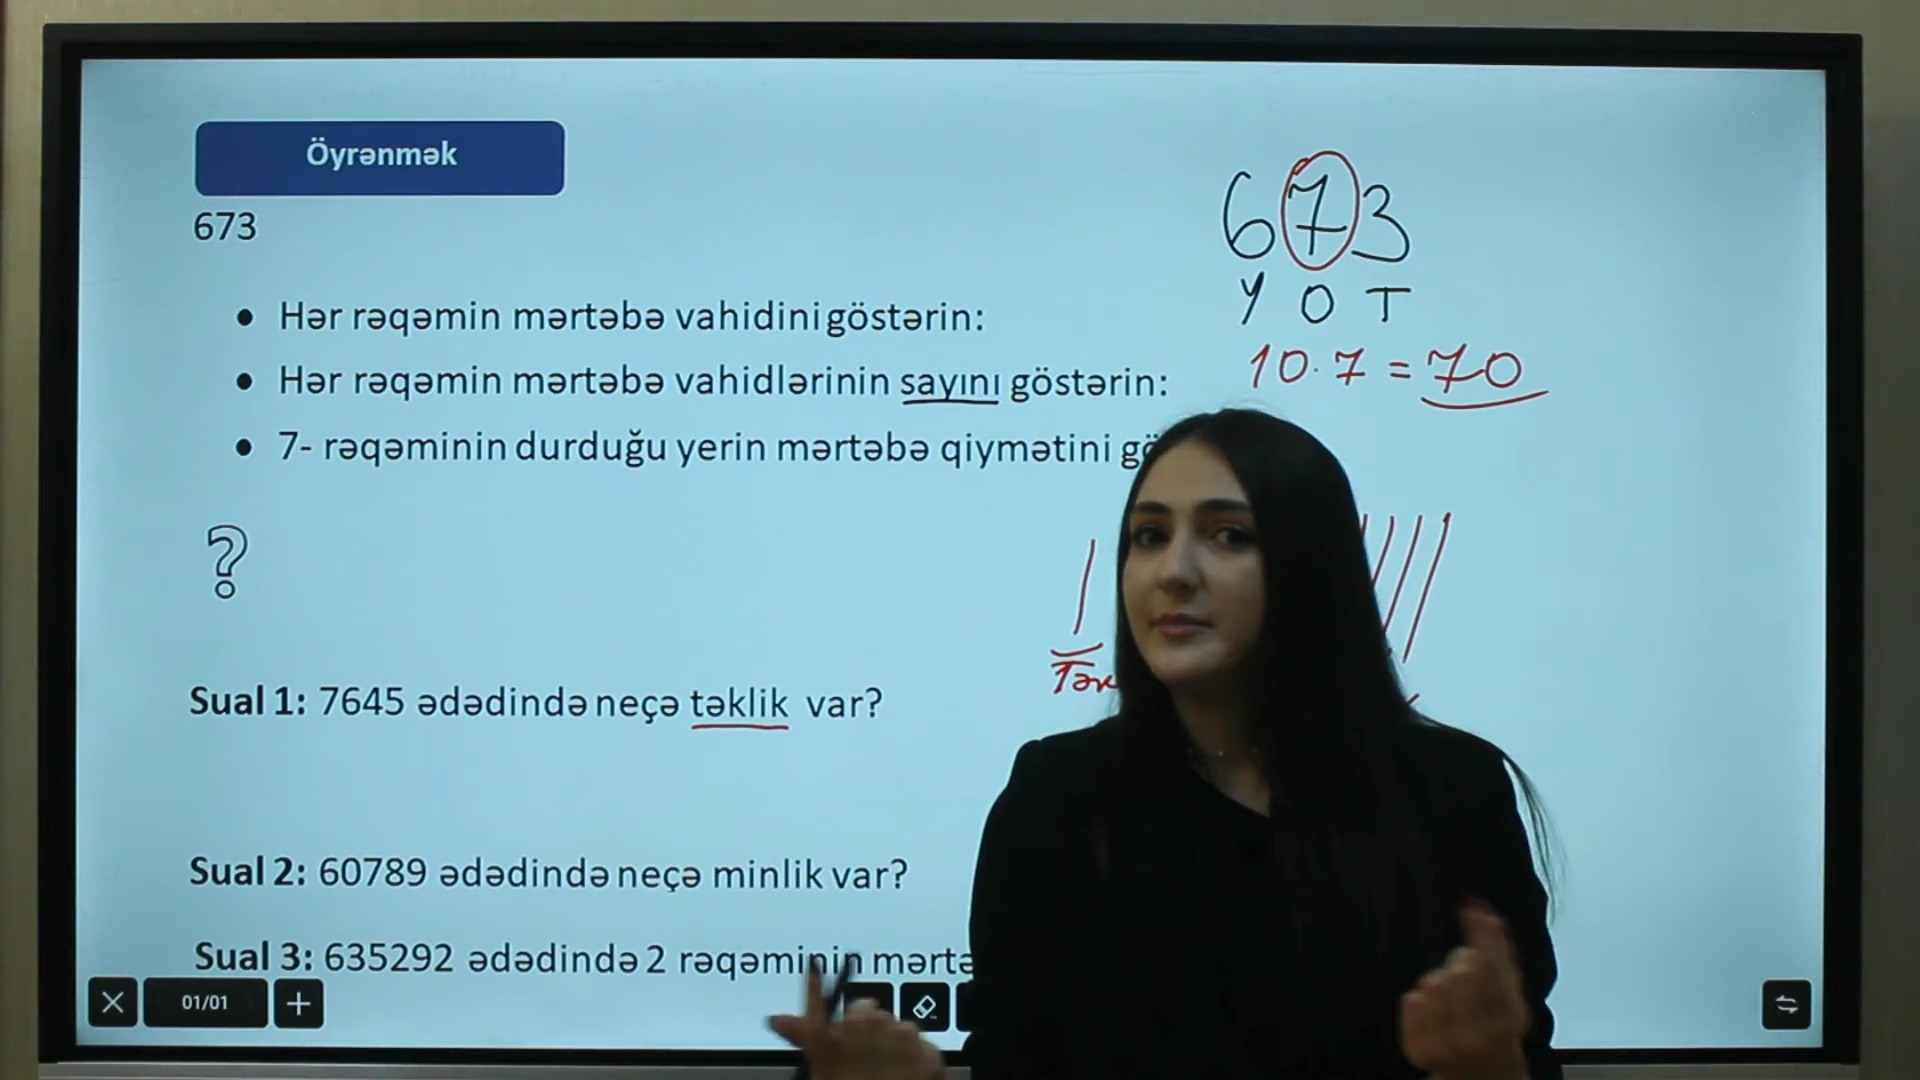 Öyrənmək
673
• Hər rəqəmin mərtəbə vahidini göstərin:
• Hər rəqəmin mərtəbə vahidlərinin sayını göstərin:
• 7- rəqəminin durduğu yerin mərtəbə qiymətini
?
Sual 1: 7645 ədədində neçə təklik var?
Sual 2: 60789 ədədində neçə minlik var?
Sual 3: 635292 ədədində 2 rəqəminin
01/01
673
Y O T
10·7 = 70